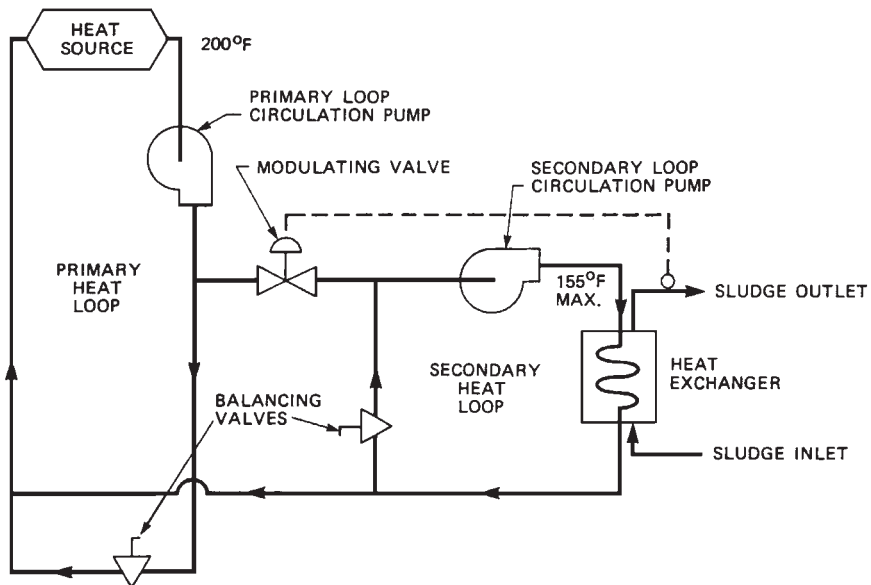 HEAT
SOURCE
200°F
PRIMARY LOOP
CIRCULATION PUMP
MODULATING VALVE
SECONDARY LOOP
CIRCULATION PUMP
PRIMARY
HEAT
LOOP
155°F
MAX.
SLUDGE OUTLET
HEAT
EXCHANGER
SECONDARY
HEAT
LOOP
BALANCING
VALVES
SLUDGE INLET